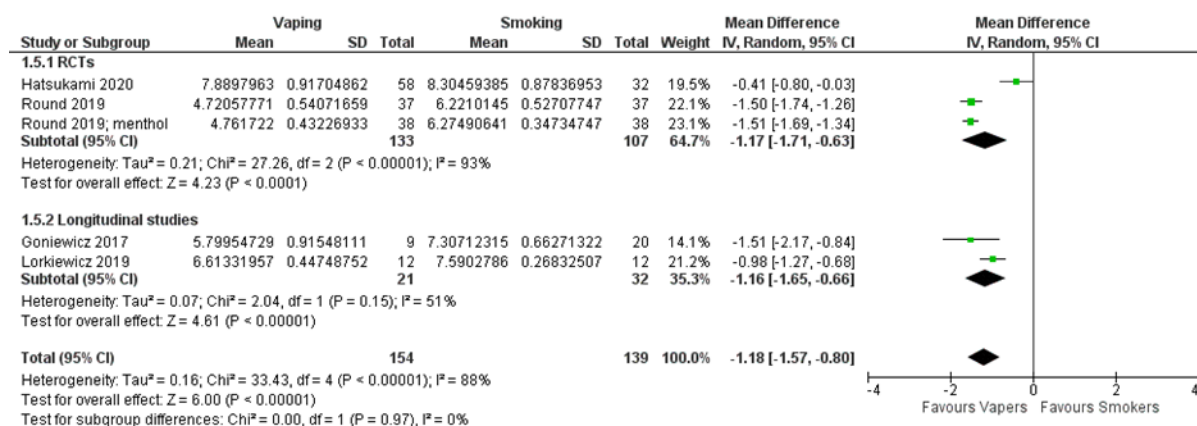 Vaping Smoking Mean Difference Mean Difference
Study or Subgroup Mean SD Total Mean SD Total Weight IV, Random, 95% CI IV, Random, 95% CI
1.5.1 RCTs
Hatsukami 2020 7.8897963 0.91704862 58 8.30459385 0.87836953 32 19.5% -0.41 [-0.80, -0.03]
Round 2019 4.72057771 0.54071659 37 6.2210145 0.52707747 37 22.1% -1.50 [-1.74, -1.26]
Round 2019; menthol 4.761722 0.43226933 38 6.27490641 0.34734747 38 23.1% -1.51 [-1.69, -1.34]
Subtotal (95% CI) 133 107 64.7% -1.17 [-1.71, -0.63]
Heterogeneity: Tau² = 0.21; Chi² = 27.26, df = 2 (P < 0.00001); I² = 93%
Test for overall effect: Z = 4.23 (P < 0.0001)
1.5.2 Longitudinal studies
Goniewicz 2017 5.79954729 0.91548111 9 7.30712315 0.66271322 20 14.1% -1.51 [-2.17, -0.84]
Lorkiewicz 2019 6.61331957 0.44748752 12 7.5902786 0.26832507 12 21.2% -0.98 [-1.27, -0.68]
Subtotal (95% CI) 21 32 35.3% -1.16 [-1.65, -0.66]
Heterogeneity: Tau² = 0.07; Chi² = 2.04, df = 1 (P = 0.15); I² = 51%
Test for overall effect: Z = 4.61 (P < 0.00001)
Total (95% CI) 154 139 100.0% -1.18 [-1.57, -0.80]
Heterogeneity: Tau² = 0.16; Chi² = 33.43, df = 4 (P < 0.00001); I² = 88%
Test for overall effect: Z = 6.00 (P < 0.00001)
Test for subgroup differences: Chi² = 0.00, df = 1 (P = 0.97), I² = 0%
-4 -2 0 2 4
Favours Vapers Favours Smokers